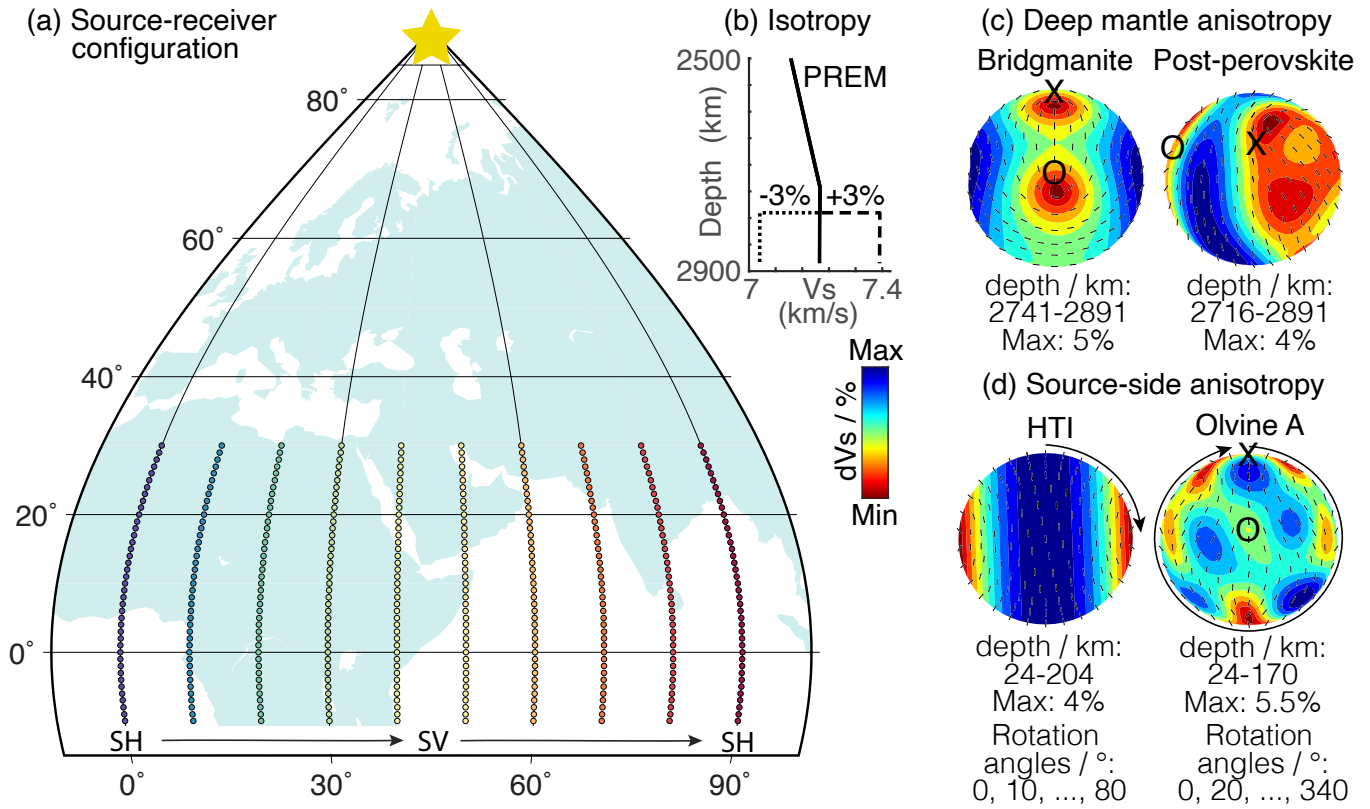 (a) Source-receiver
configuration
80°
60°
40°
20°
0°
SH
SV
SH
0°
30°
60°
90°
(b) Isotropy
2500
PREM
Depth (km)
-3%
+3%
2900
7
Vs
7.4
(km/s)
Max
dVs / %
Min
(c) Deep mantle anisotropy
Bridgmanite
Post-perovskite
X
O
O
X
depth / km:
2741-2891
Max: 5%
depth / km:
2716-2891
Max: 4%
(d) Source-side anisotropy
HTI
Olvine A
X
O
depth / km:
24-204
Max: 4%
Rotation
angles / °:
0, 10, ..., 80
depth / km:
24-170
Max: 5.5%
Rotation
angles / °:
0, 20, ..., 340